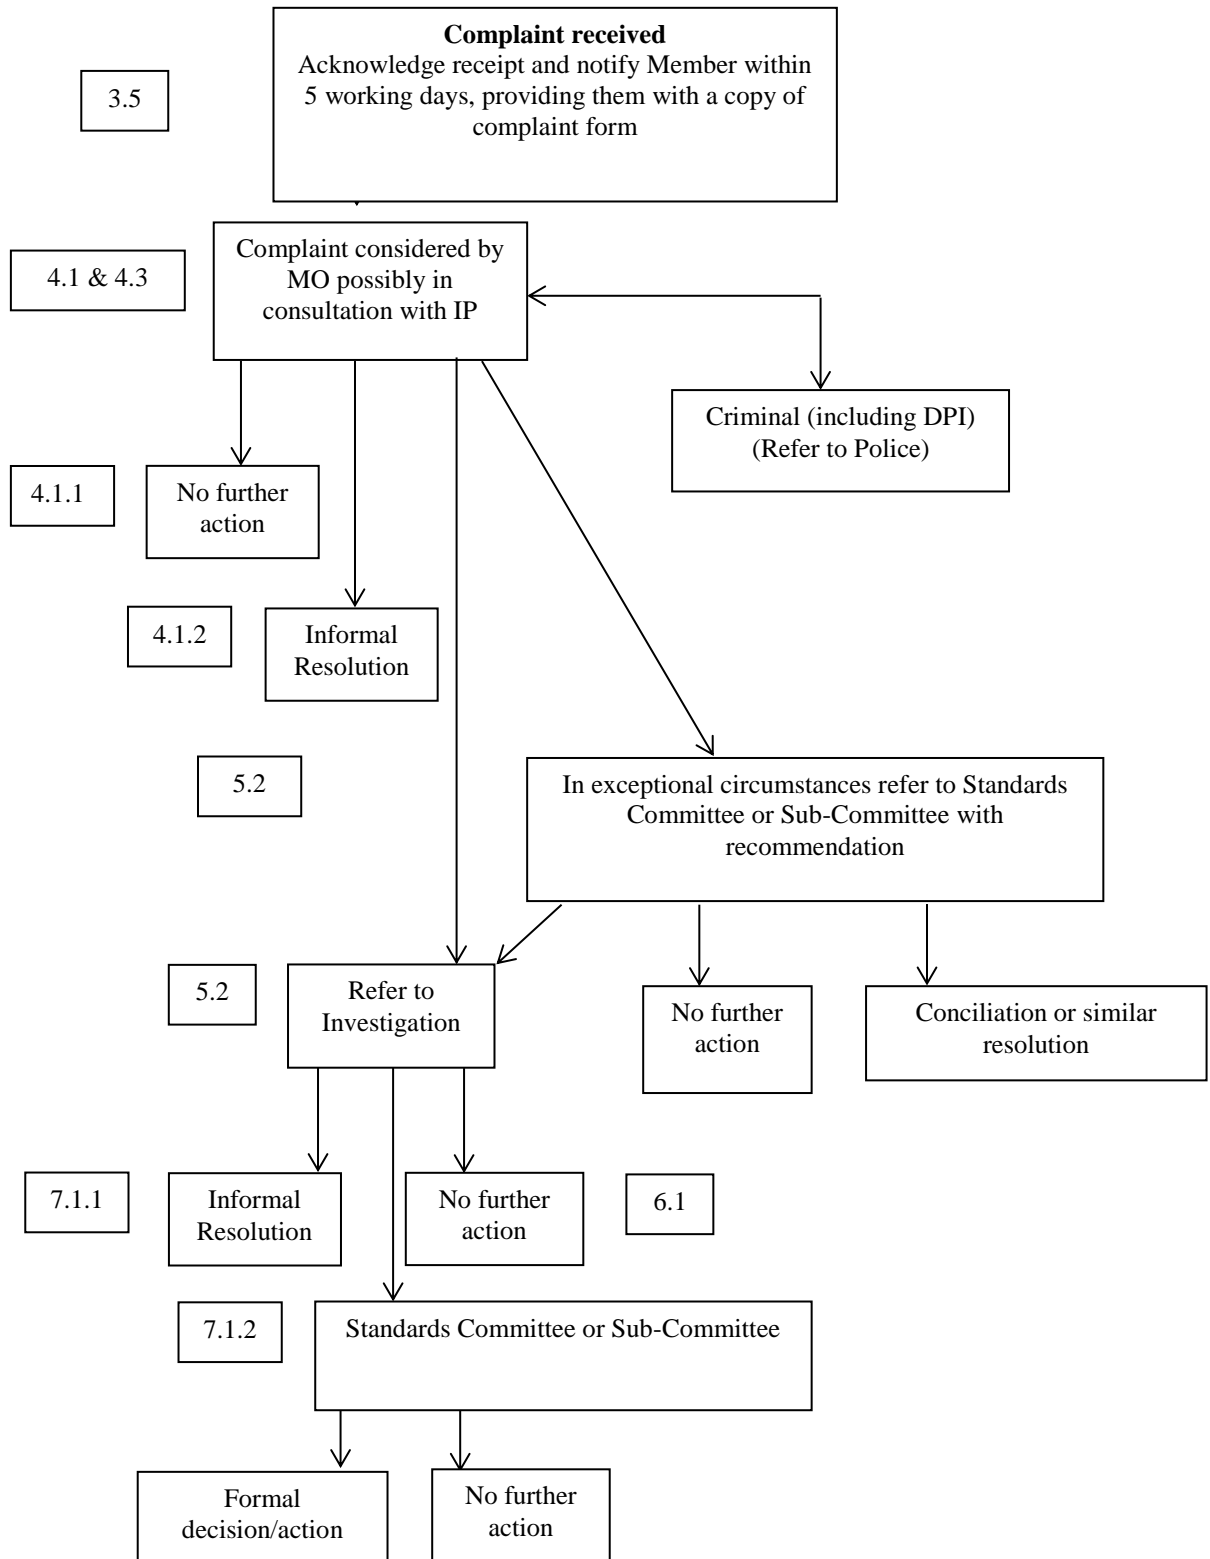 Complaint received
Acknowledge receipt and notify Member within
5 working days, providing them with a copy of
complaint form
3.5
Complaint considered by
MO possibly in
consultation with IP
4.1 & 4.3
Criminal (including DPI)
(Refer to Police)
4.1.1
No further
action
4.1.2
Informal
Resolution
5.2
In exceptional circumstances refer to Standards
Committee or Sub-Committee with
recommendation
5.2
Refer to
Investigation
No further
action
Conciliation or similar
resolution
7.1.1
Informal
Resolution
No further
action
6.1
7.1.2
Standards Committee or Sub-Committee
Formal
decision/action
No further
action